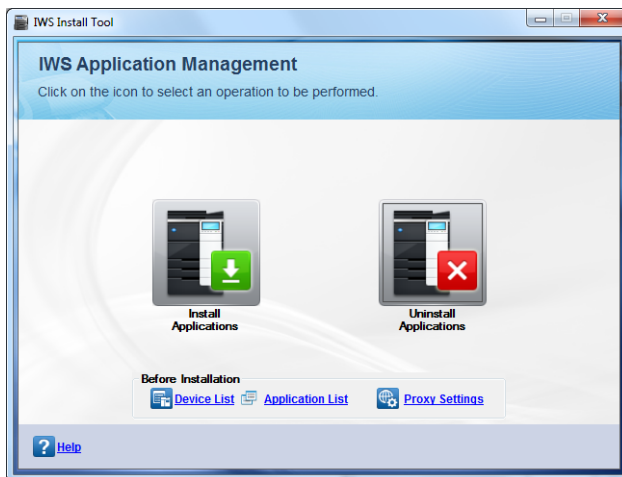 IWS Install Tool
IWS Application Management
Click on the icon to select an operation to be performed.
Install
Applications
Uninstall
Applications
Before Installation
Device List Application List Proxy Settings
Help